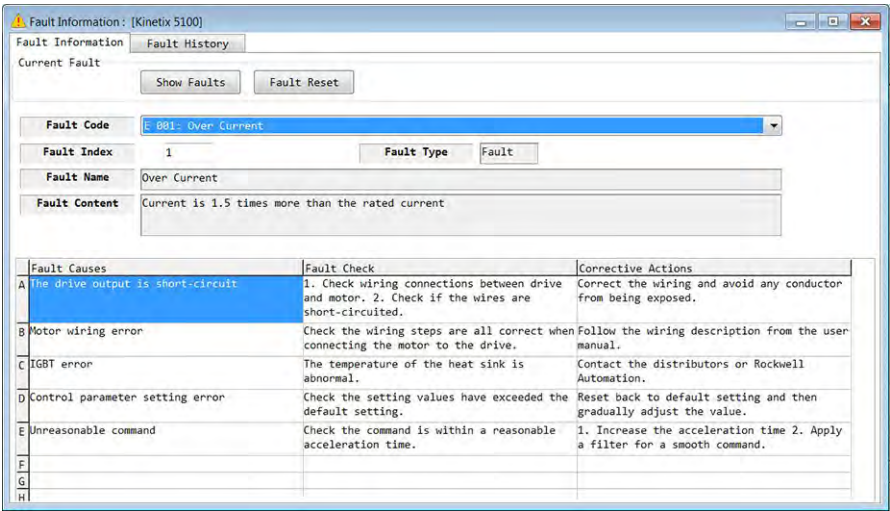 Fault Information : [Kinetix 5100]
Fault Information Fault History
Current Fault
Show Faults Fault Reset
Fault Code E 001: Over Current
Fault Index 1 Fault Type Fault
Fault Name Over Current
Fault Content Current is 1.5 times more than the rated current
Fault Causes Fault Check Corrective Actions
A The drive output is short-circuit 1. Check wiring connections between drive Correct the wiring and avoid any conductor
and motor. 2. Check if the wires are from being exposed.
short-circuited.
B Motor wiring error Check the wiring steps are all correct when Follow the wiring description from the user
connecting the motor to the drive. manual.
C IGBT error The temperature of the heat sink is Contact the distributors or Rockwell
abnormal. Automation.
D Control parameter setting error Check the setting values have exceeded the Reset back to default setting and then
default setting. gradually adjust the value.
E Unreasonable command Check the command is within a reasonable 1. Increase the acceleration time 2. Apply
acceleration time. a filter for a smooth command.
F
G
H